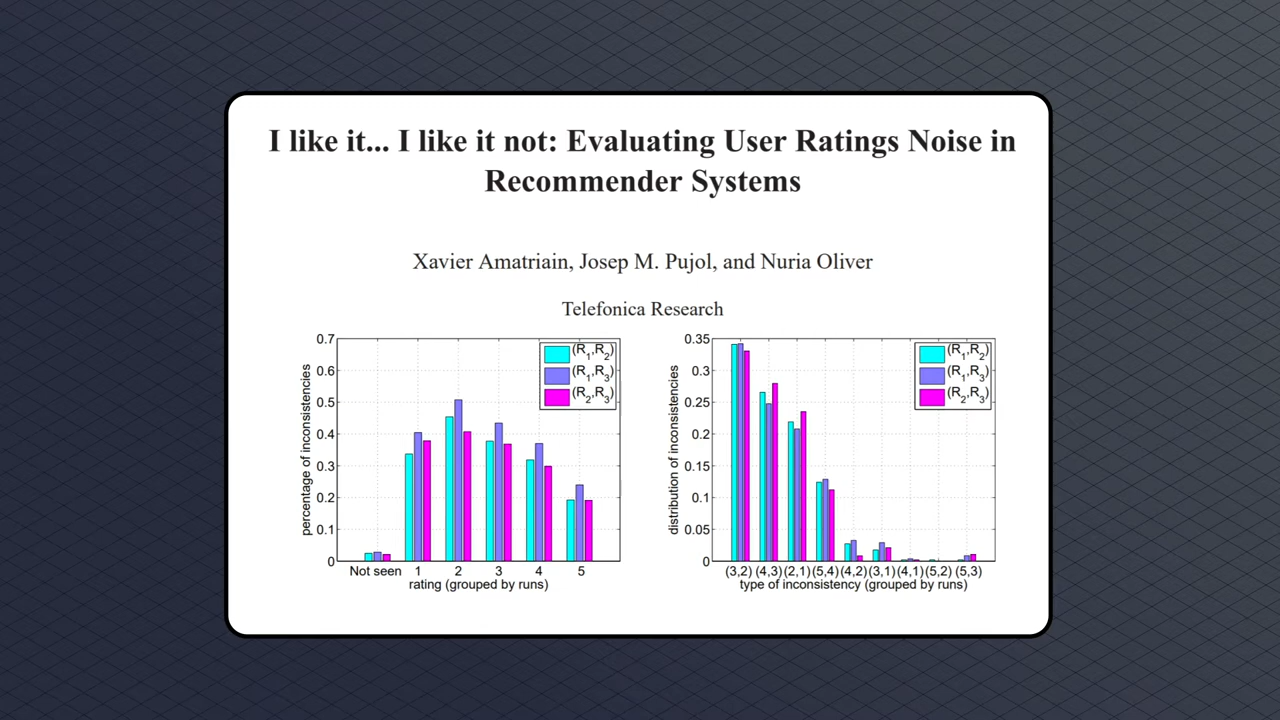 I like it... I like it not: Evaluating User Ratings Noise in
Recommender Systems
Xavier Amatriain, Josep M. Pujol, and Nuria Oliver
Telefonica Research
percentage of inconsistencies
0.7
0.6
0.5
0.4
0.3
0.2
0.1
0
(R1,R2)
(R1,R3)
(R2,R3)
Not seen 1 2 3 4 5
rating (grouped by runs)
distribution of inconsistencies
0.35
0.3
0.25
0.2
0.15
0.1
0.05
0
(R1,R2)
(R1,R3)
(R2,R3)
(3,2) (4,3) (2,1) (5,4) (4,2) (3,1) (4,1) (5,2) (5,3)
type of inconsistency (grouped by runs)